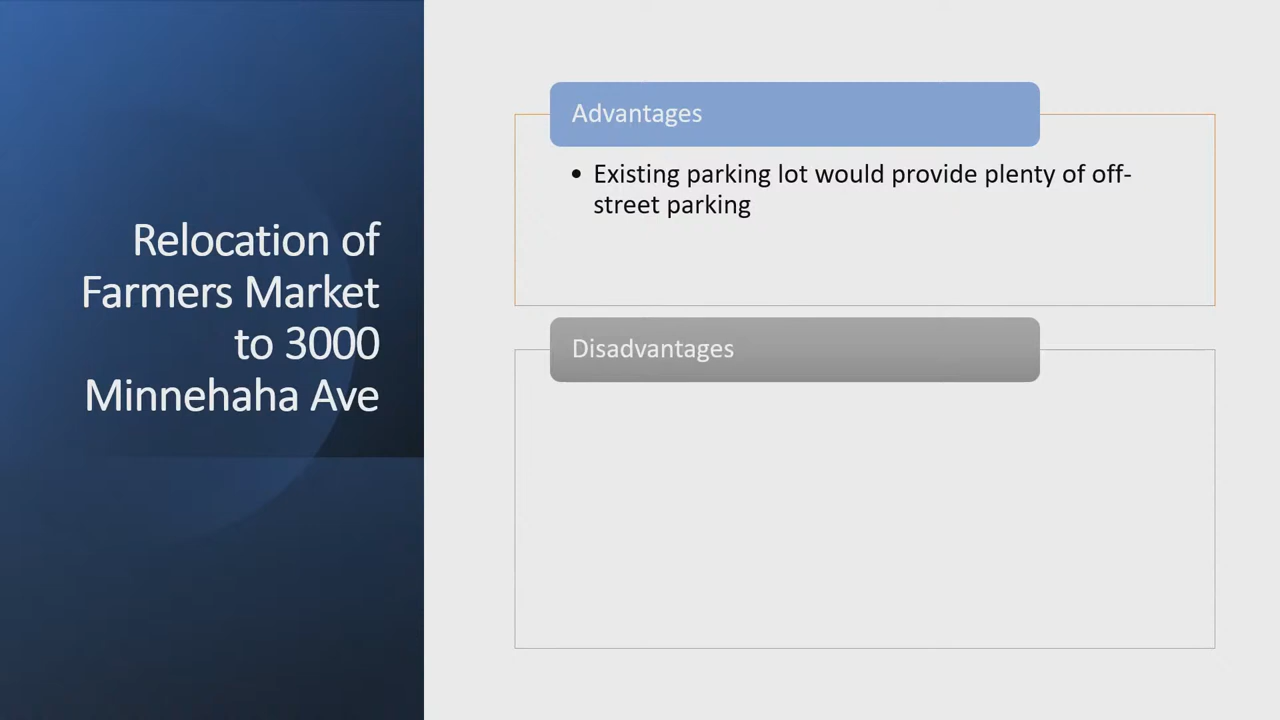 Relocation of
Farmers Market
to 3000
Minnehaha Ave
Advantages
• Existing parking lot would provide plenty of off-
street parking
Disadvantages